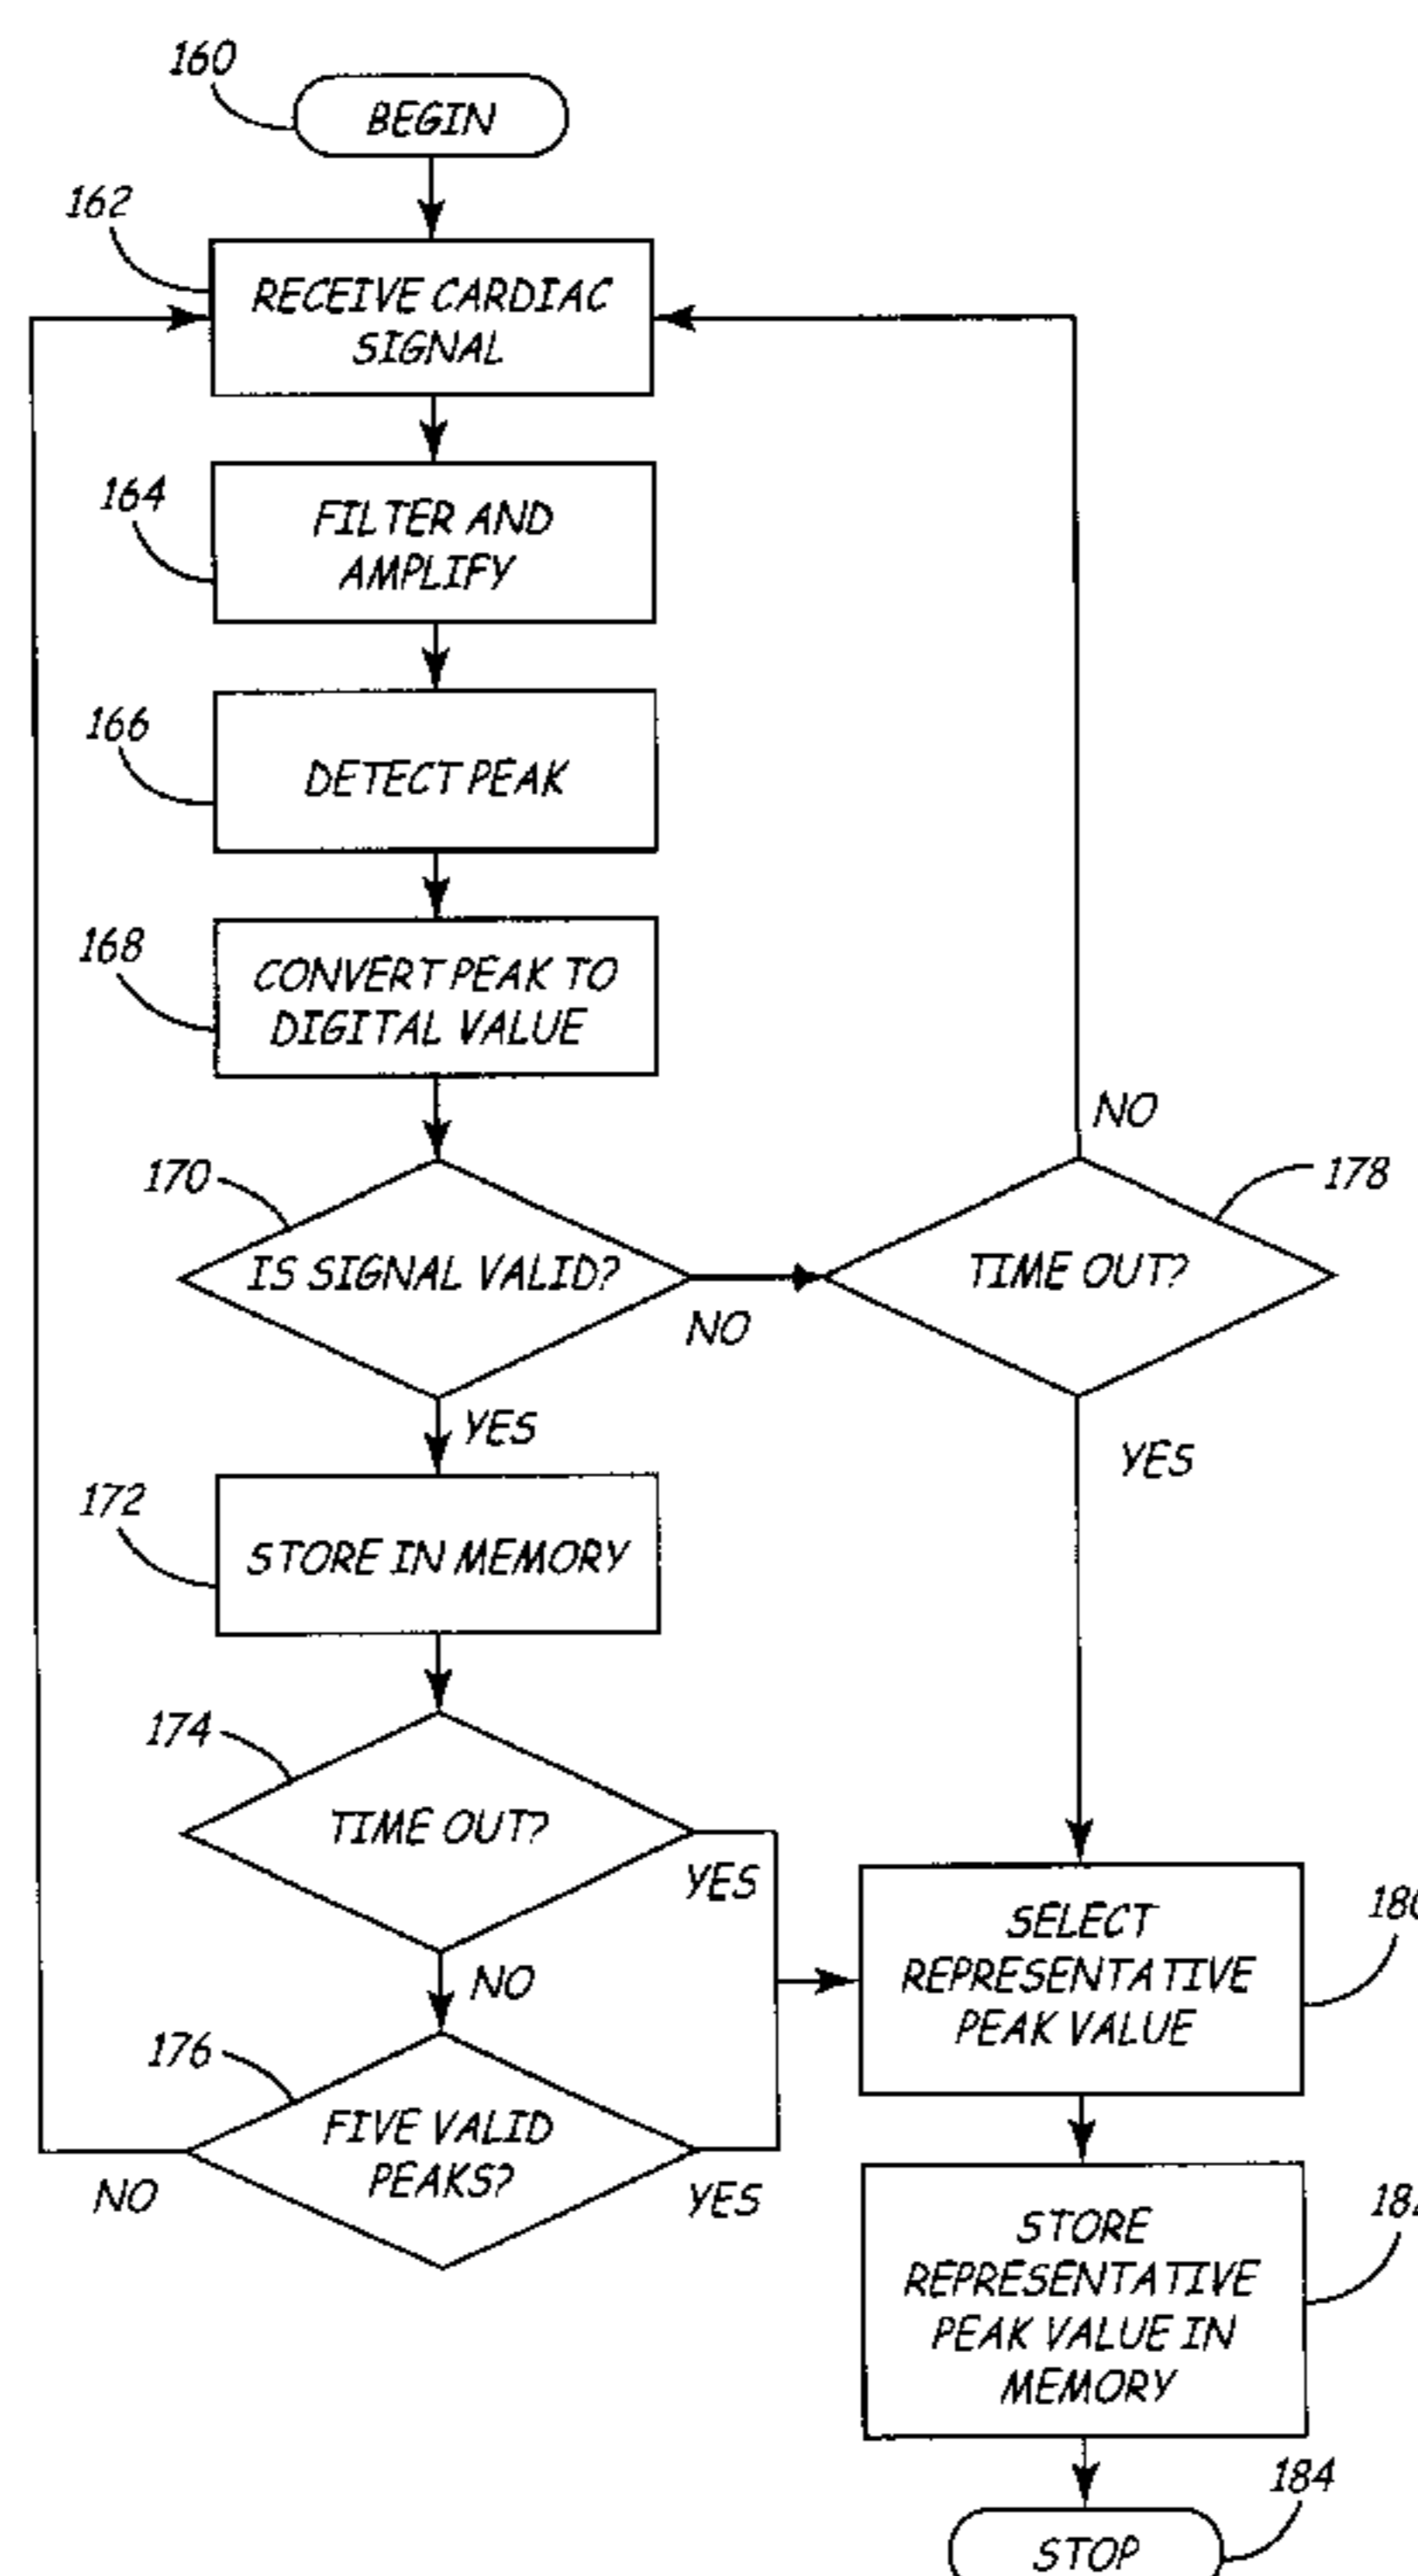 160
BEGIN
162
RECEIVE CARDIAC
SIGNAL
164
FILTER AND
AMPLIFY
166
DETECT PEAK
168
CONVERT PEAK TO
DIGITAL VALUE
170
IS SIGNAL VALID?
NO
YES
178
TIME OUT?
NO
YES
172
STORE IN MEMORY
174
TIME OUT?
YES
NO
176
FIVE VALID
PEAKS?
NO
YES
SELECT
REPRESENTATIVE
PEAK VALUE
STORE
REPRESENTATIVE
PEAK VALUE IN
MEMORY
184
STOP